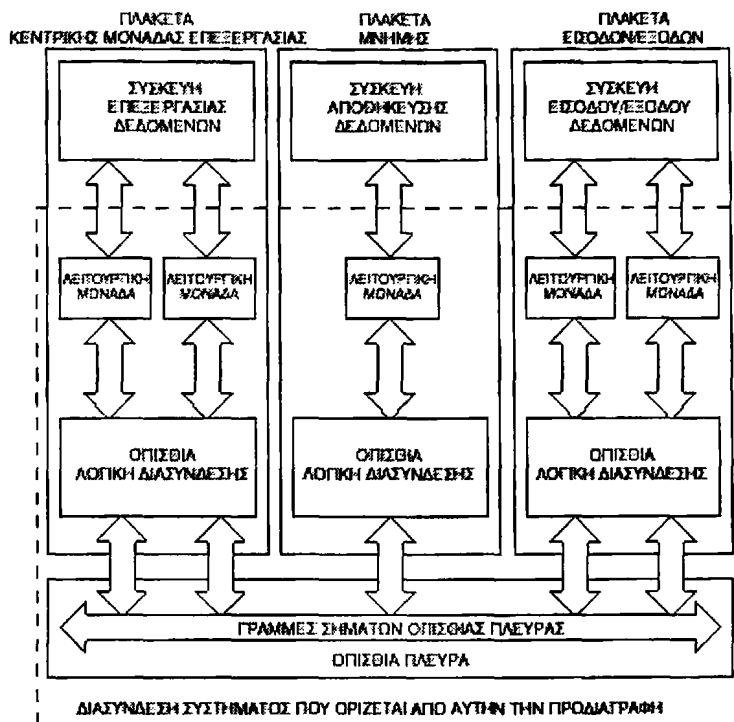 ΠΛΑΚΕΤΑ
ΚΕΝΤΡΙΚΗΣ ΜΟΝΑΔΑΣ ΕΠΕΞΕΡΓΑΣΙΑΣ
ΠΛΑΚΕΤΑ
ΜΝΗΜΗΣ
ΠΛΑΚΕΤΑ
ΕΙΣΟΔΩΝ/ΕΞΟΔΩΝ
ΣΥΣΚΕΥΗ
ΕΠΕΞΕΡΓΑΣΙΑΣ
ΔΕΔΟΜΕΝΩΝ
ΣΥΣΚΕΥΗ
ΑΠΟΘΗΚΕΥΣΗΣ
ΔΕΔΟΜΕΝΩΝ
ΣΥΣΚΕΥΗ
ΕΙΣΟΔΟΥ/ΕΞΟΔΟΥ
ΔΕΔΟΜΕΝΩΝ
ΛΕΙΤΟΥΡΓΙΚΗ
ΜΟΝΑΔΑ
ΛΕΙΤΟΥΡΓΙΚΗ
ΜΟΝΑΔΑ
ΛΕΙΤΟΥΡΓΙΚΗ
ΜΟΝΑΔΑ
ΛΕΙΤΟΥΡΓΙΚΗ
ΜΟΝΑΔΑ
ΛΕΙΤΟΥΡΓΙΚΗ
ΜΟΝΑΔΑ
ΟΠΙΣΘΙΑ
ΛΟΓΙΚΗ ΔΙΑΣΥΝΔΕΣΗΣ
ΟΠΙΣΘΙΑ
ΛΟΓΙΚΗ ΔΙΑΣΥΝΔΕΣΗΣ
ΟΠΙΣΘΙΑ
ΛΟΓΙΚΗ ΔΙΑΣΥΝΔΕΣΗΣ
ΓΡΑΜΜΕΣ ΣΗΜΑΤΩΝ ΟΠΙΣΘΙΑΣ ΠΛΕΥΡΑΣ
ΟΠΙΣΘΙΑ ΠΛΕΥΡΑ
ΔΙΑΣΥΝΔΕΣΗ ΣΥΣΤΗΜΑΤΟΣ ΠΟΥ ΟΡΙΖΕΤΑΙ ΑΠΟ ΑΥΤΗΝ ΤΗΝ ΠΡΟΔΙΑΓΡΑΦΗ